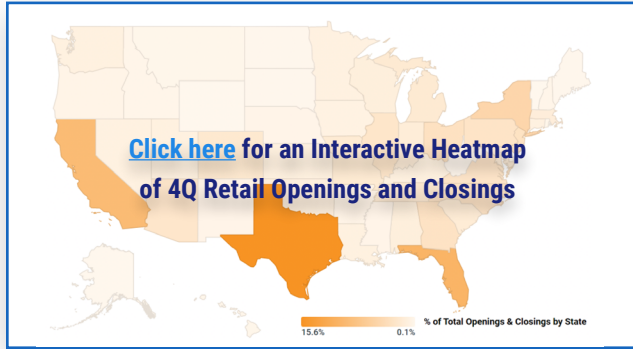 Click here for an Interactive Heatmap
of 4Q Retail Openings and Closings
% of Total Openings & Closings by State
15.6%
0.1%